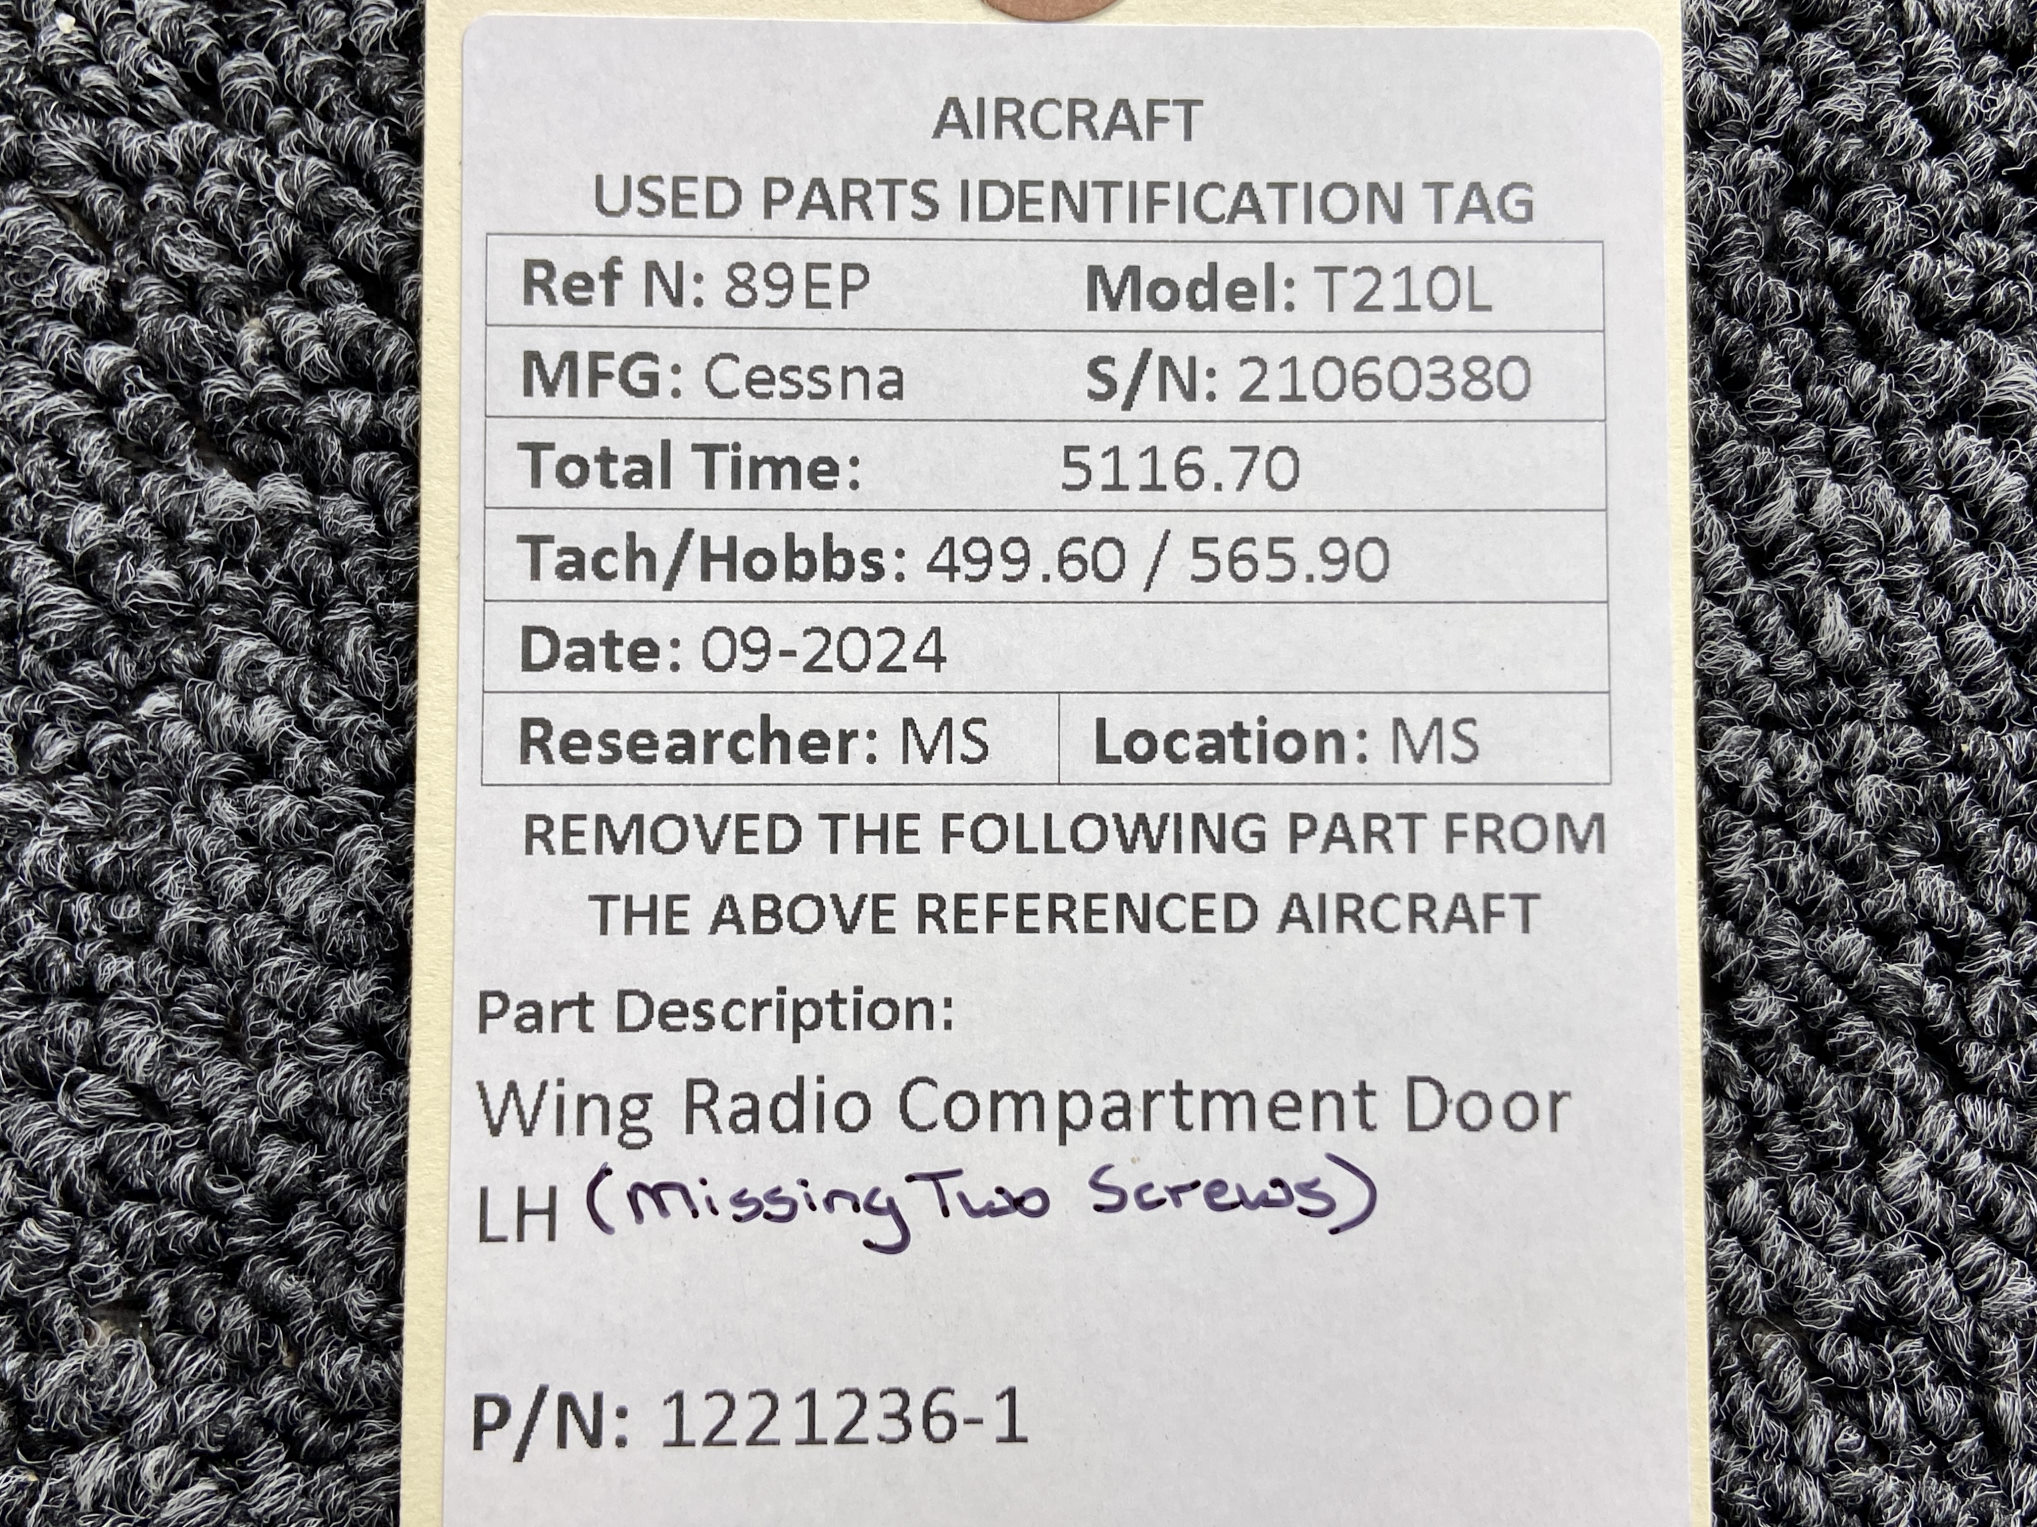 AIRCRAFT
USED PARTS IDENTIFICATION TAG
Ref N: 89EP Model: T210L
MFG: Cessna S/N: 21060380
Total Time: 5116.70
Tach/Hobbs: 499.60 / 565.90
Date: 09-2024
Researcher: MS Location: MS
REMOVED THE FOLLOWING PART FROM
THE ABOVE REFERENCED AIRCRAFT
Part Description:
Wing Radio Compartment Door
LH (Missing Two Screws)
P/N: 1221236-1